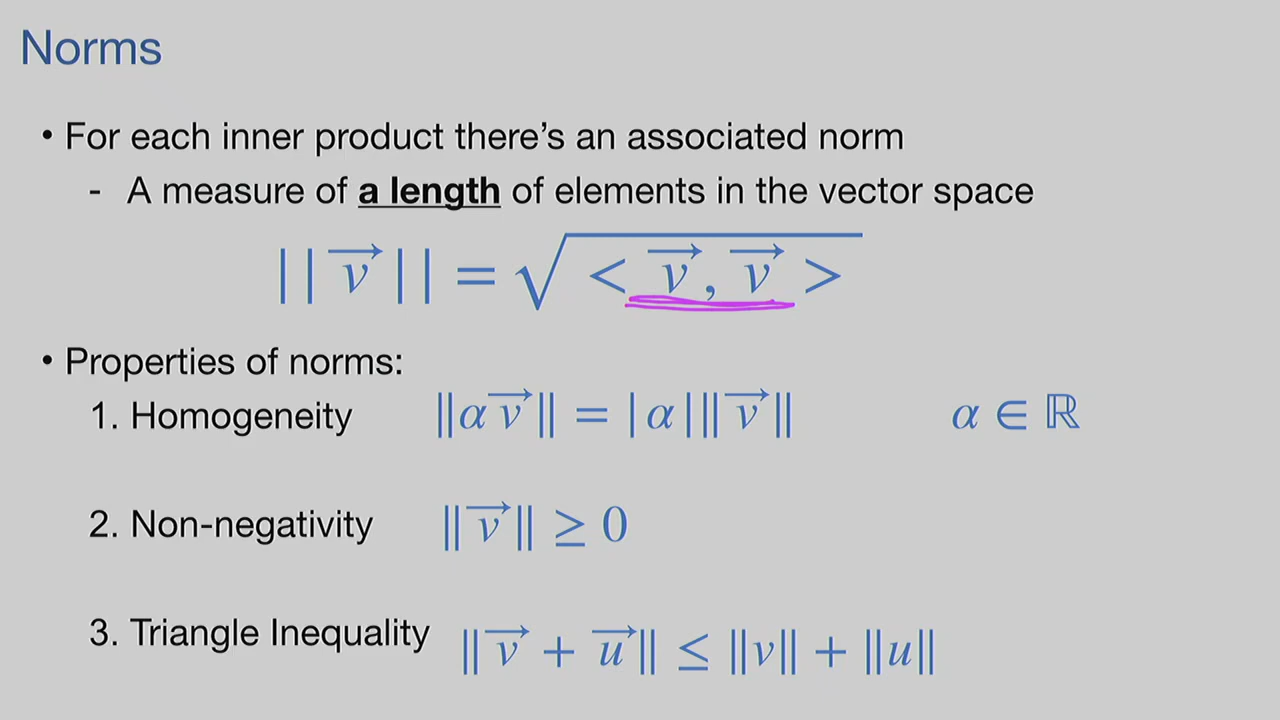 Norms
• For each inner product there's an associated norm
- A measure of a length of elements in the vector space
||v⃗|| = √<v⃗, v⃗>
• Properties of norms:
1. Homogeneity ‖αv⃗‖ = |α|‖v⃗‖ α ∈ ℝ
2. Non-negativity ‖v⃗‖ ≥ 0
3. Triangle Inequality ‖v⃗ + u⃗‖ ≤ ‖v‖ + ‖u‖